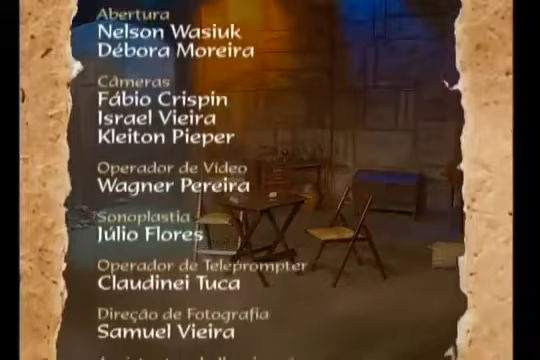 Abertura
Nelson Wasiuk
Débora Moreira
Câmeras
Fábio Crispin
Israel Vieira
Kleiton Pieper
Operador de Vídeo
Wagner Pereira
Sonoplastia
Júlio Flores
Operador de Teleprompter
Claudinei Tuca
Direção de Fotografia
Samuel Vieira